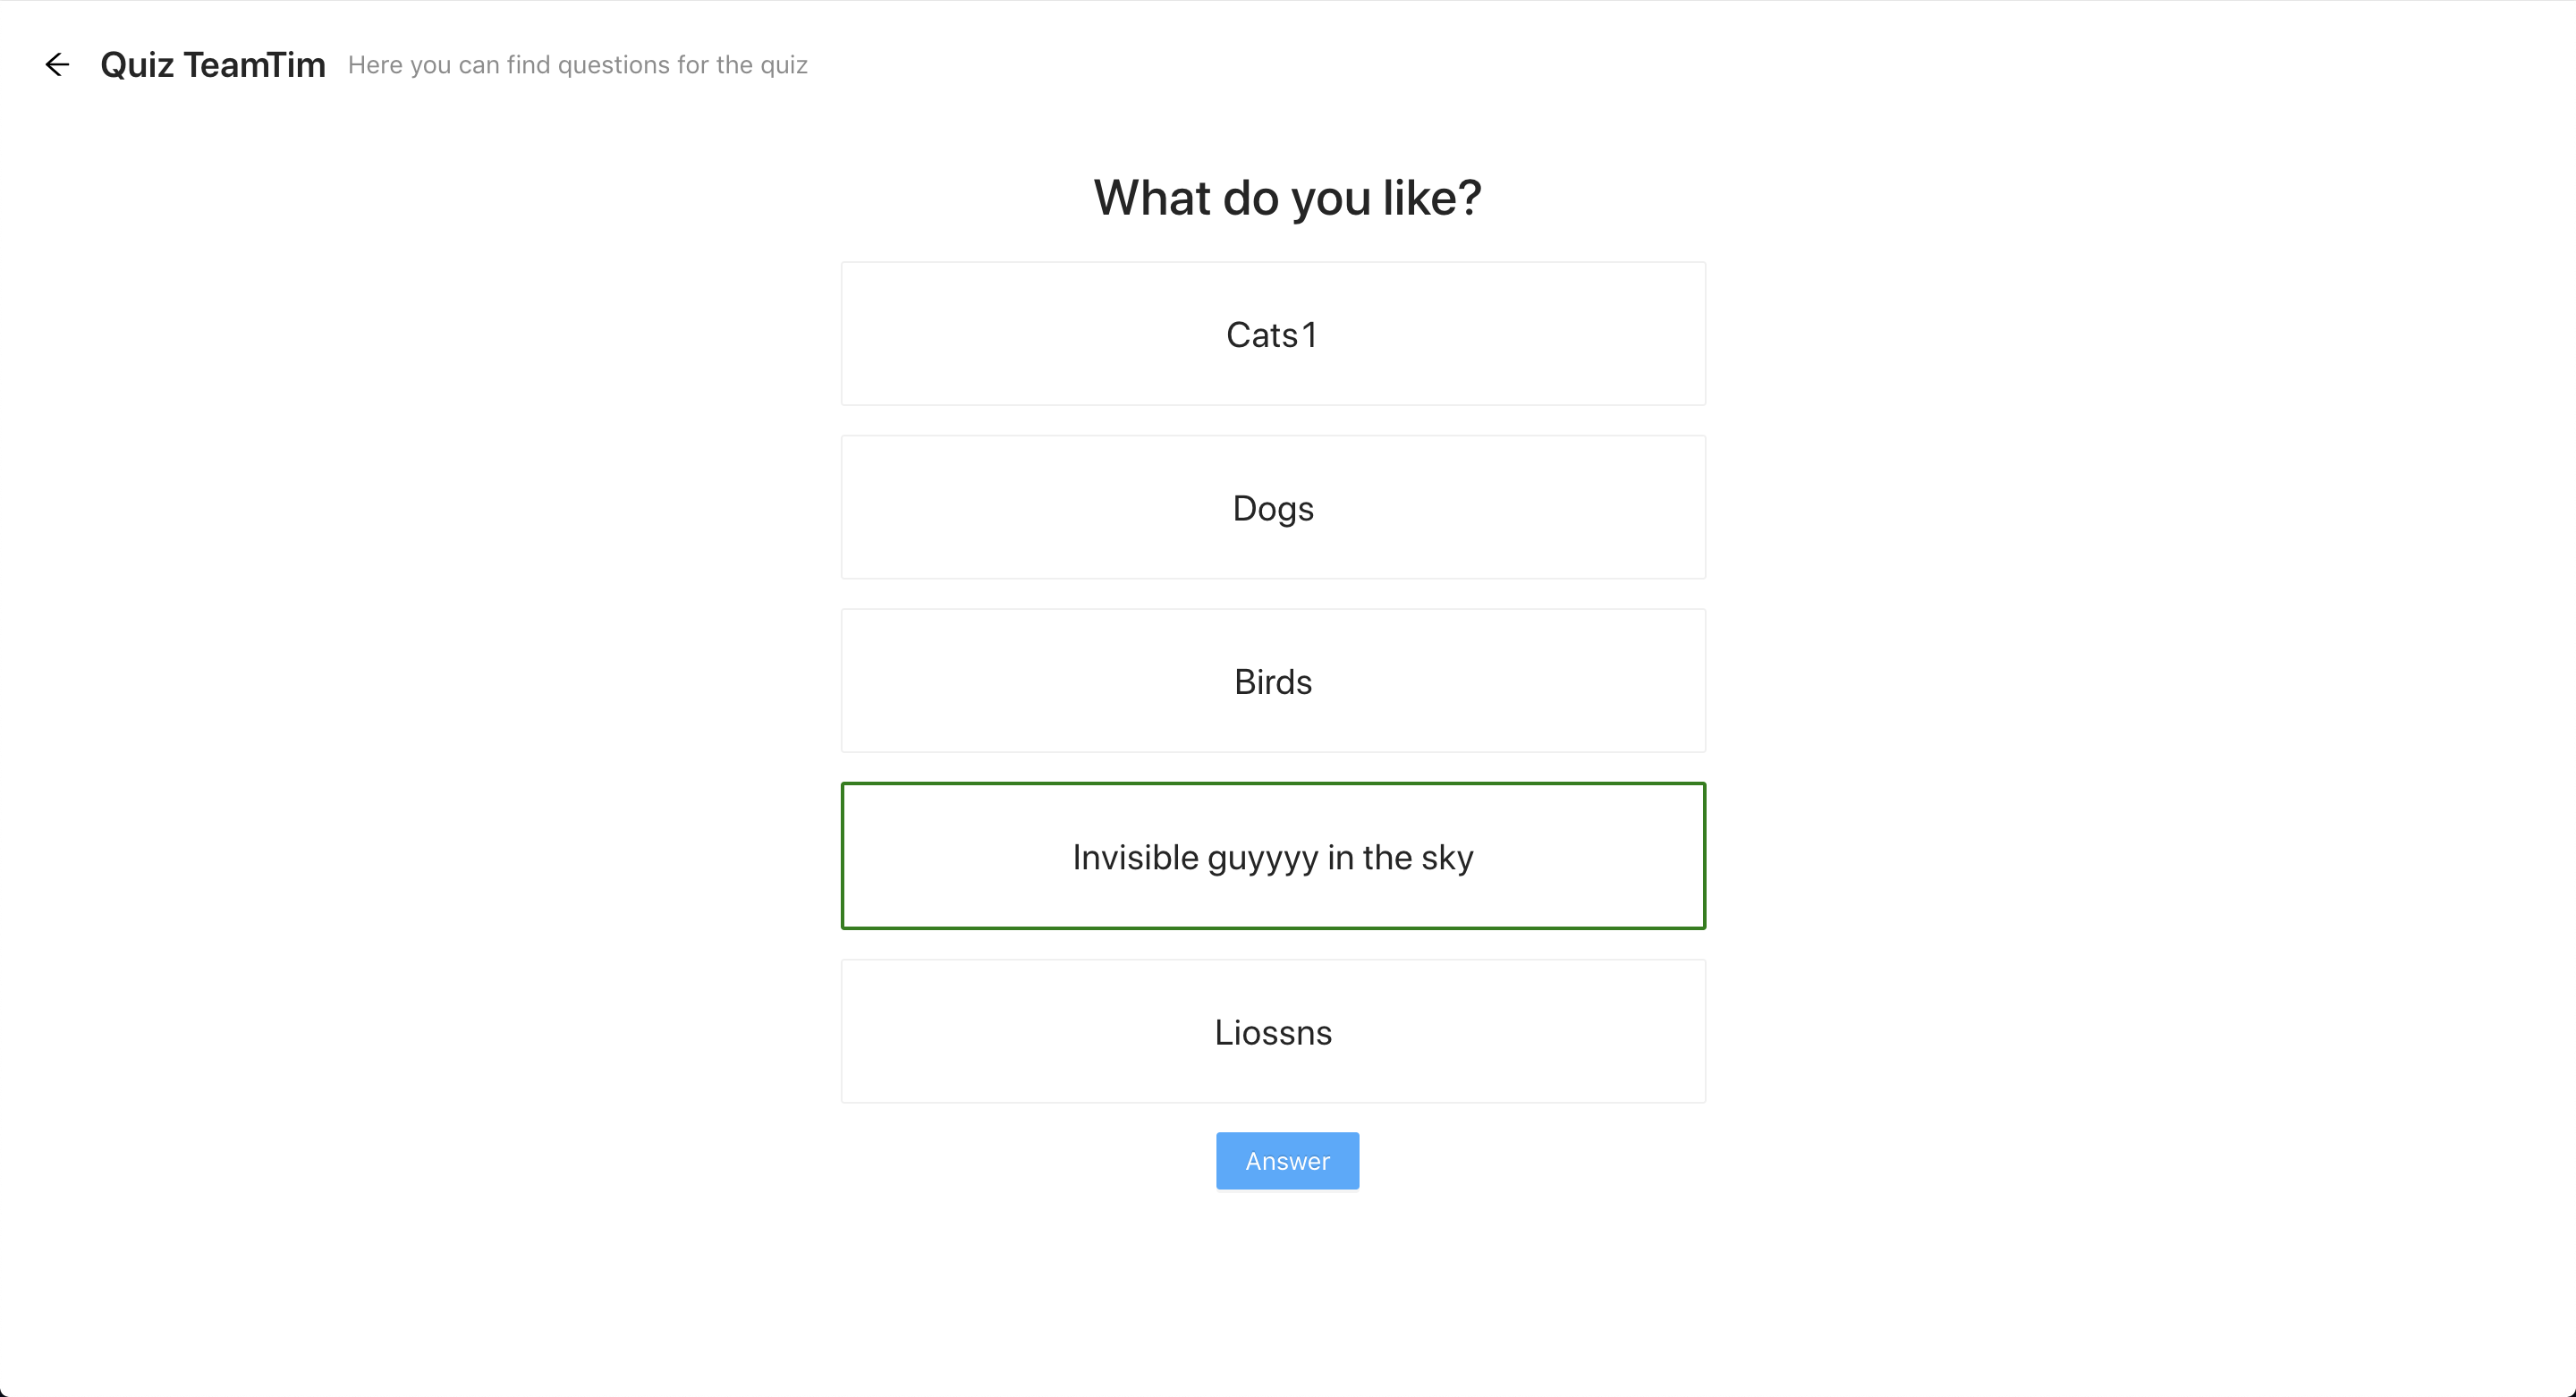 Quiz TeamTim Here you can find questions for the quiz
What do you like?
Cats1
Dogs
Birds
Invisible guyyyy in the sky
Liossns
Answer